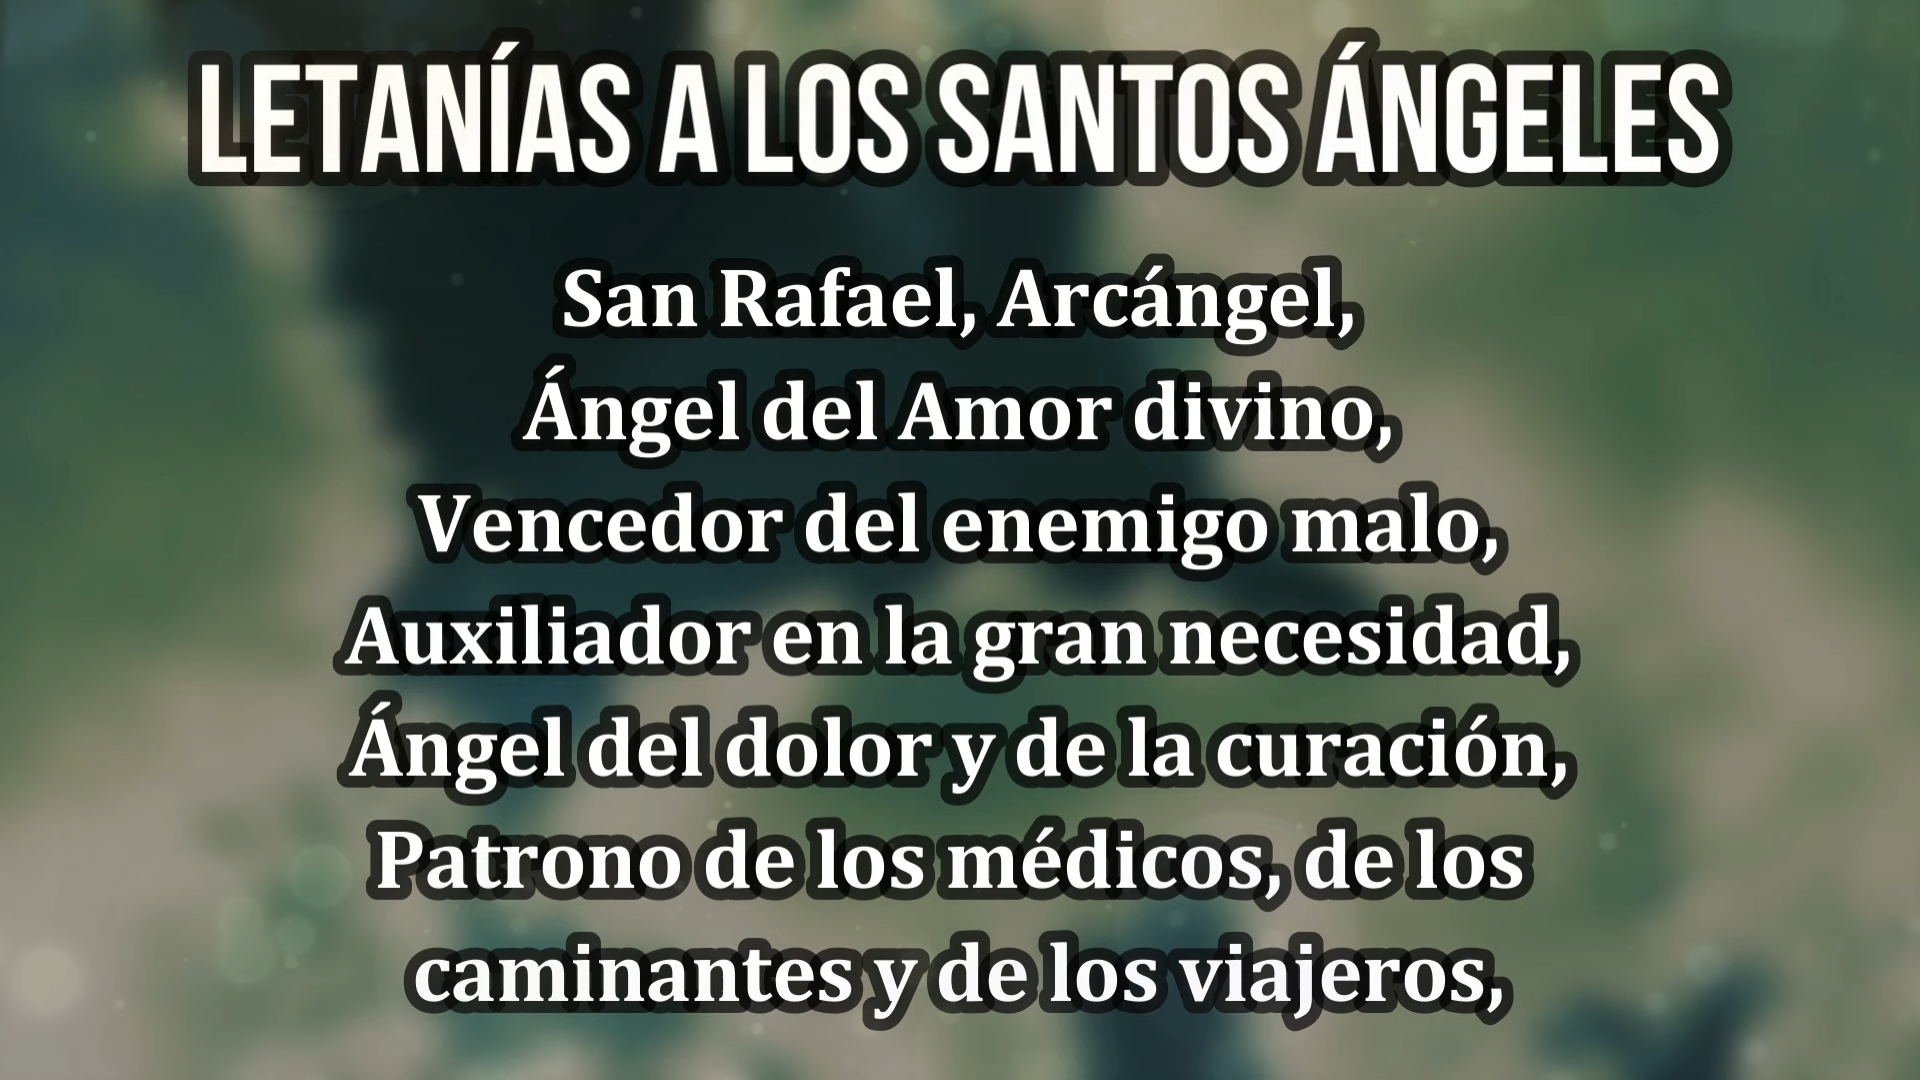 LETANÍAS A LOS SANTOS ÁNGELES
San Rafael, Arcángel,
Ángel del Amor divino,
Vencedor del enemigo malo,
Auxiliador en la gran necesidad,
Ángel del dolor y de la curación,
Patrono de los médicos, de los
caminantes y de los viajeros,